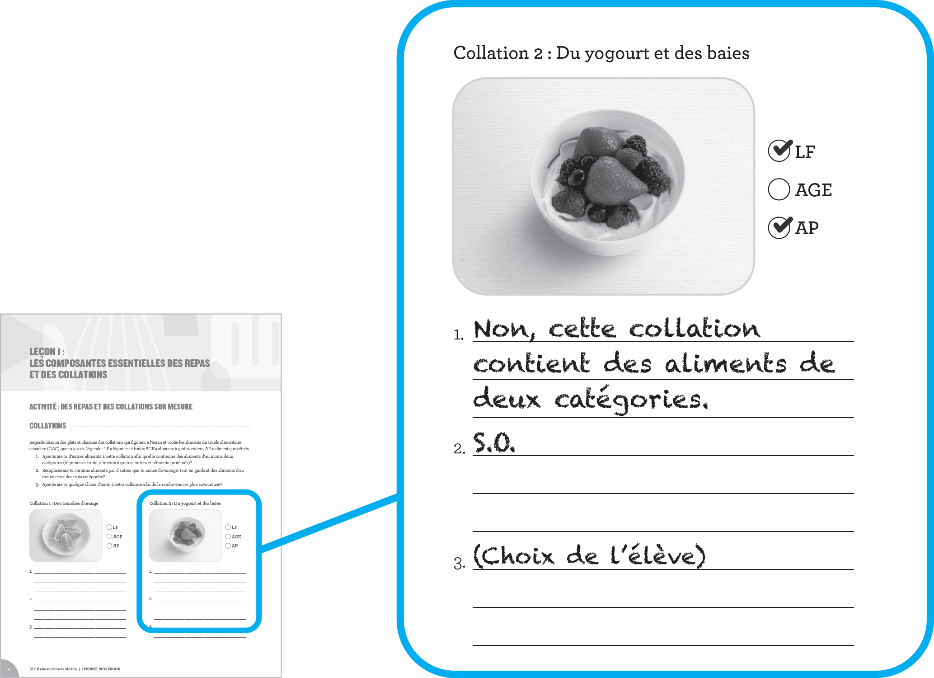 Collation 2 : Du yogourt et des baies
LF
AGE
AP
1. Non, cette collation
contient des aliments de
deux catégories.
2. S.O.
3. (Choix de l'élève)
LEÇON 1 :
LES COMPOSANTES ESSENTIELLES DES REPAS
ET DES COLLATIONS
ACTIVITÉ : DES REPAS ET DES COLLATIONS SUR MESURE
COLLATIONS
Collation 1 : Des tranches d'orange
LF
AGE
AP
Collation 2 : Du yogourt et des baies
LF
AGE
AP